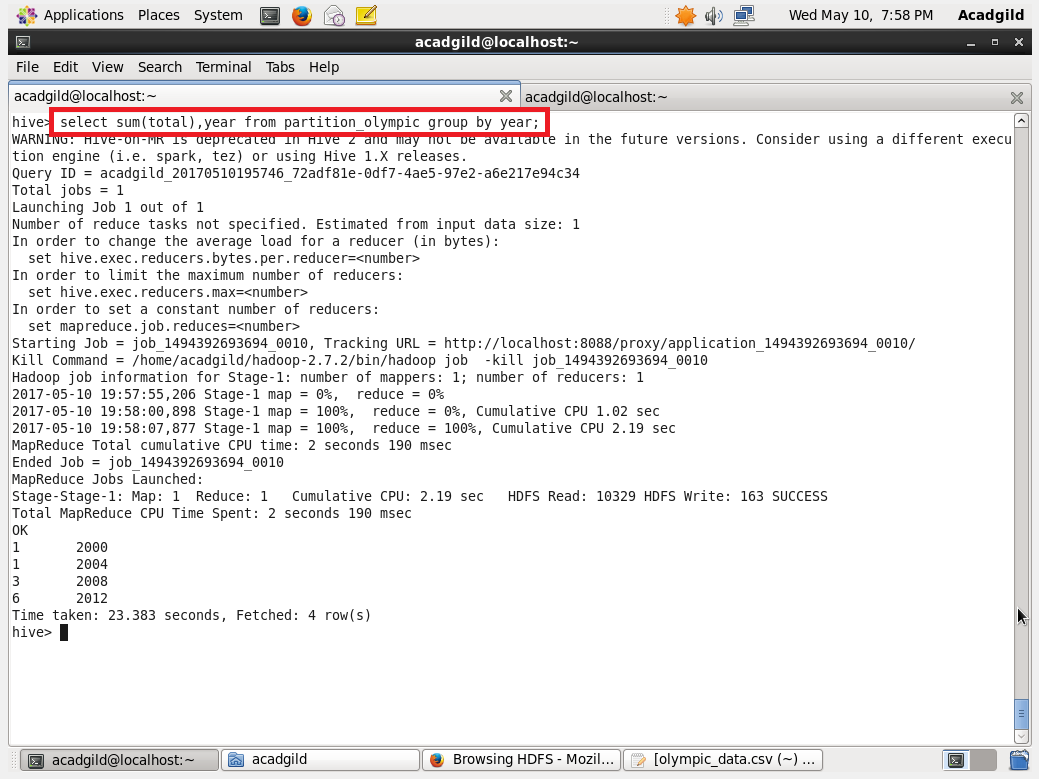 Applications Places System Wed May 10, 7:58 PM Acadgild
acadgild@localhost:~
File Edit View Search Terminal Tabs Help
acadgild@localhost:~ acadgild@localhost:~
hive> select sum(total),year from partition_olympic group by year;
WARNING: Hive-on-MR is deprecated in Hive 2 and may not be available in the future versions. Consider using a different execu
tion engine (i.e. spark, tez) or using Hive 1.X releases.
Query ID = acadgild_20170510195746_72adf81e-0df7-4ae5-97e2-a6e217e94c34
Total jobs = 1
Launching Job 1 out of 1
Number of reduce tasks not specified. Estimated from input data size: 1
In order to change the average load for a reducer (in bytes):
  set hive.exec.reducers.bytes.per.reducer=<number>
In order to limit the maximum number of reducers:
  set hive.exec.reducers.max=<number>
In order to set a constant number of reducers:
  set mapreduce.job.reduces=<number>
Starting Job = job_1494392693694_0010, Tracking URL = http://localhost:8088/proxy/application_1494392693694_0010/
Kill Command = /home/acadgild/hadoop-2.7.2/bin/hadoop job  -kill job_1494392693694_0010
Hadoop job information for Stage-1: number of mappers: 1; number of reducers: 1
2017-05-10 19:57:55,206 Stage-1 map = 0%,  reduce = 0%
2017-05-10 19:58:00,898 Stage-1 map = 100%,  reduce = 0%, Cumulative CPU 1.02 sec
2017-05-10 19:58:07,877 Stage-1 map = 100%,  reduce = 100%, Cumulative CPU 2.19 sec
MapReduce Total cumulative CPU time: 2 seconds 190 msec
Ended Job = job_1494392693694_0010
MapReduce Jobs Launched:
Stage-Stage-1: Map: 1  Reduce: 1   Cumulative CPU: 2.19 sec   HDFS Read: 10329 HDFS Write: 163 SUCCESS
Total MapReduce CPU Time Spent: 2 seconds 190 msec
OK
1       2000
1       2004
3       2008
6       2012
Time taken: 23.383 seconds, Fetched: 4 row(s)
hive>
acadgild@localhost:~ acadgild Browsing HDFS - Mozil... [olympic_data.csv (~) ...